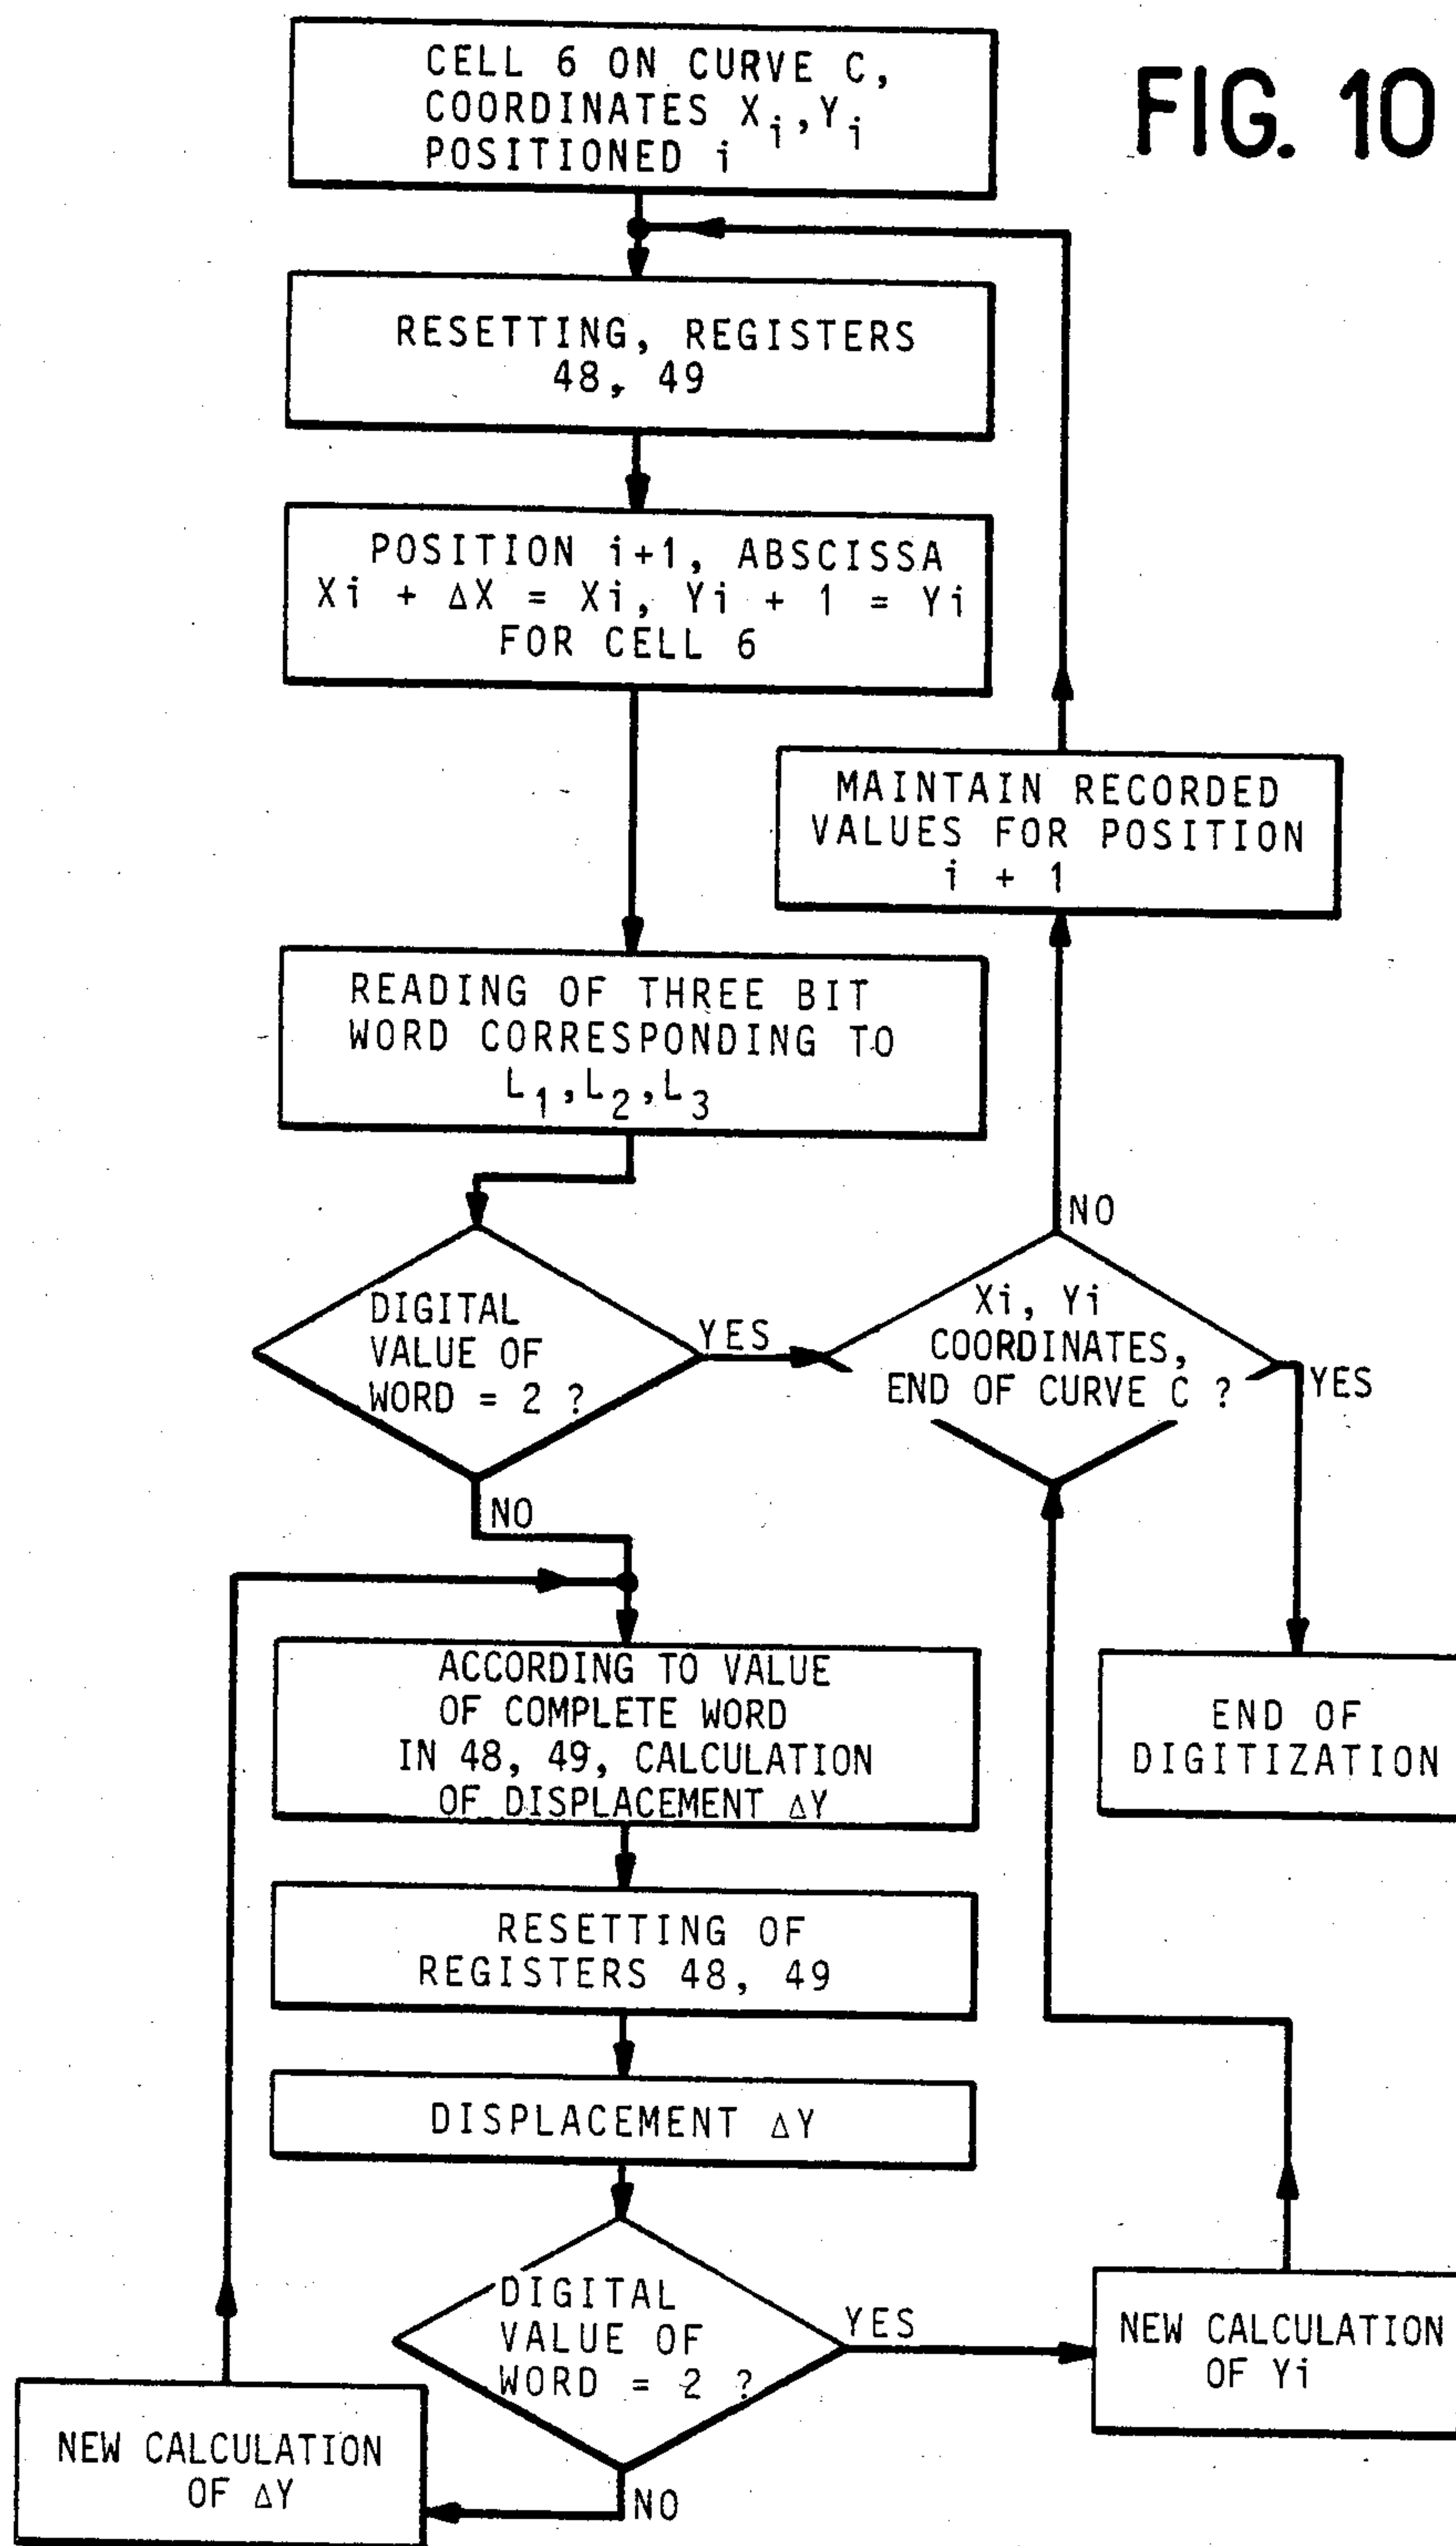 FIG. 10
CELL 6 ON CURVE C,
COORDINATES Xi,Yi
POSITIONED i
RESETTING, REGISTERS
48, 49
POSITION i+1, ABSCISSA
Xi + ΔX = Xi, Yi + 1 = Yi
FOR CELL 6
MAINTAIN RECORDED
VALUES FOR POSITION
i + 1
READING OF THREE BIT
WORD CORRESPONDING TO
L1,L2,L3
DIGITAL
VALUE OF
WORD = 2 ?
YES
NO
Xi, Yi
COORDINATES,
END OF CURVE C ?
NO
YES
ACCORDING TO VALUE
OF COMPLETE WORD
IN 48, 49, CALCULATION
OF DISPLACEMENT ΔY
END OF
DIGITIZATION
RESETTING OF
REGISTERS 48, 49
DISPLACEMENT ΔY
DIGITAL
VALUE OF
WORD = 2 ?
YES
NO
NEW CALCULATION
OF Yi
NEW CALCULATION
OF ΔY